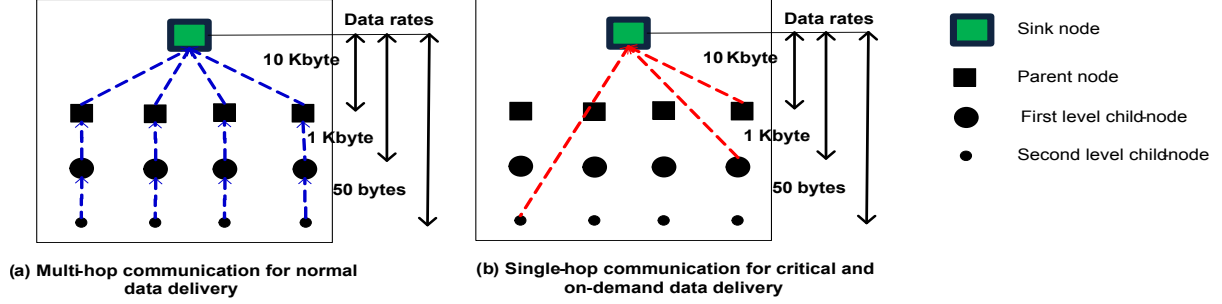 Data rates
10 Kbyte
1 Kbyte
50 bytes
(a) Multi-hop communication for normal
data delivery
Data rates
10 Kbyte
1 Kbyte
50 bytes
(b) Single-hop communication for critical and
on-demand data delivery
Sink node
Parent node
First level child-node
Second level child-node